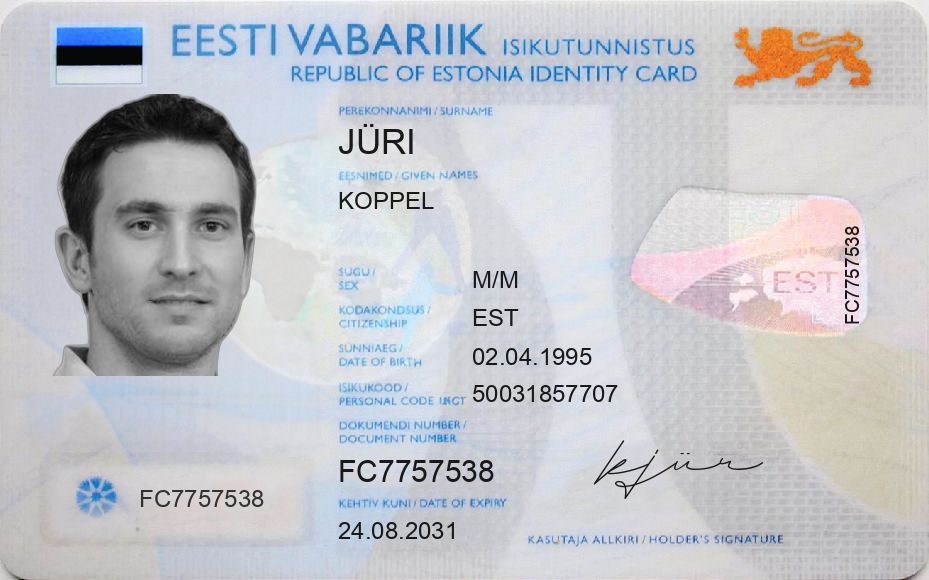 EESTI VABARIIK ISIKUTUNNISTUS
REPUBLIC OF ESTONIA IDENTITY CARD
PEREKONNANIMI / SURNAME
JÜRI
EESNIMED / GIVEN NAMES
KOPPEL
SUGU /
SEX
M/M
KODAKONDSUS /
CITIZENSHIP
EST
SÜNNIAEG /
DATE OF BIRTH
02.04.1995
ISIKUKOOD /
PERSONAL CODE
50031857707
DOKUMENDI NUMBER /
DOCUMENT NUMBER
FC7757538
KEHTIV KUNI / DATE OF EXPIRY
24.08.2031
FC7757538
EST
FC7757538
kjür
KASUTAJA ALLKIRI / HOLDER'S SIGNATURE